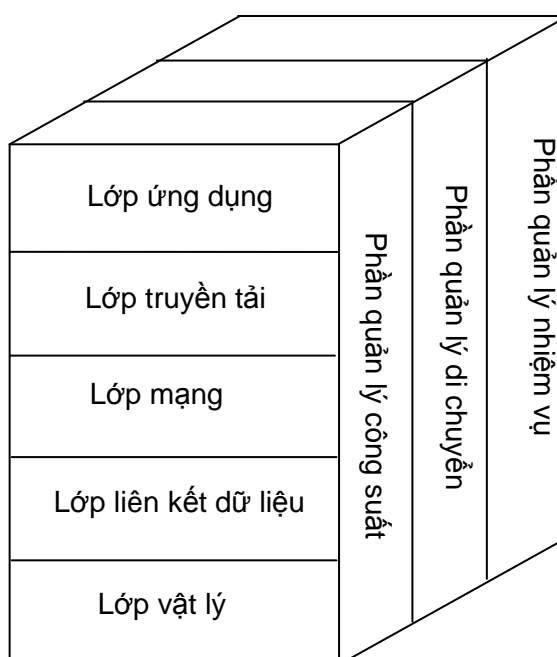 Lớp ứng dụng
Lớp truyền tải
Lớp mạng
Lớp liên kết dữ liệu
Lớp vật lý
Phần quản lý công suất
Phần quản lý di chuyển
Phần quản lý nhiệm vụ